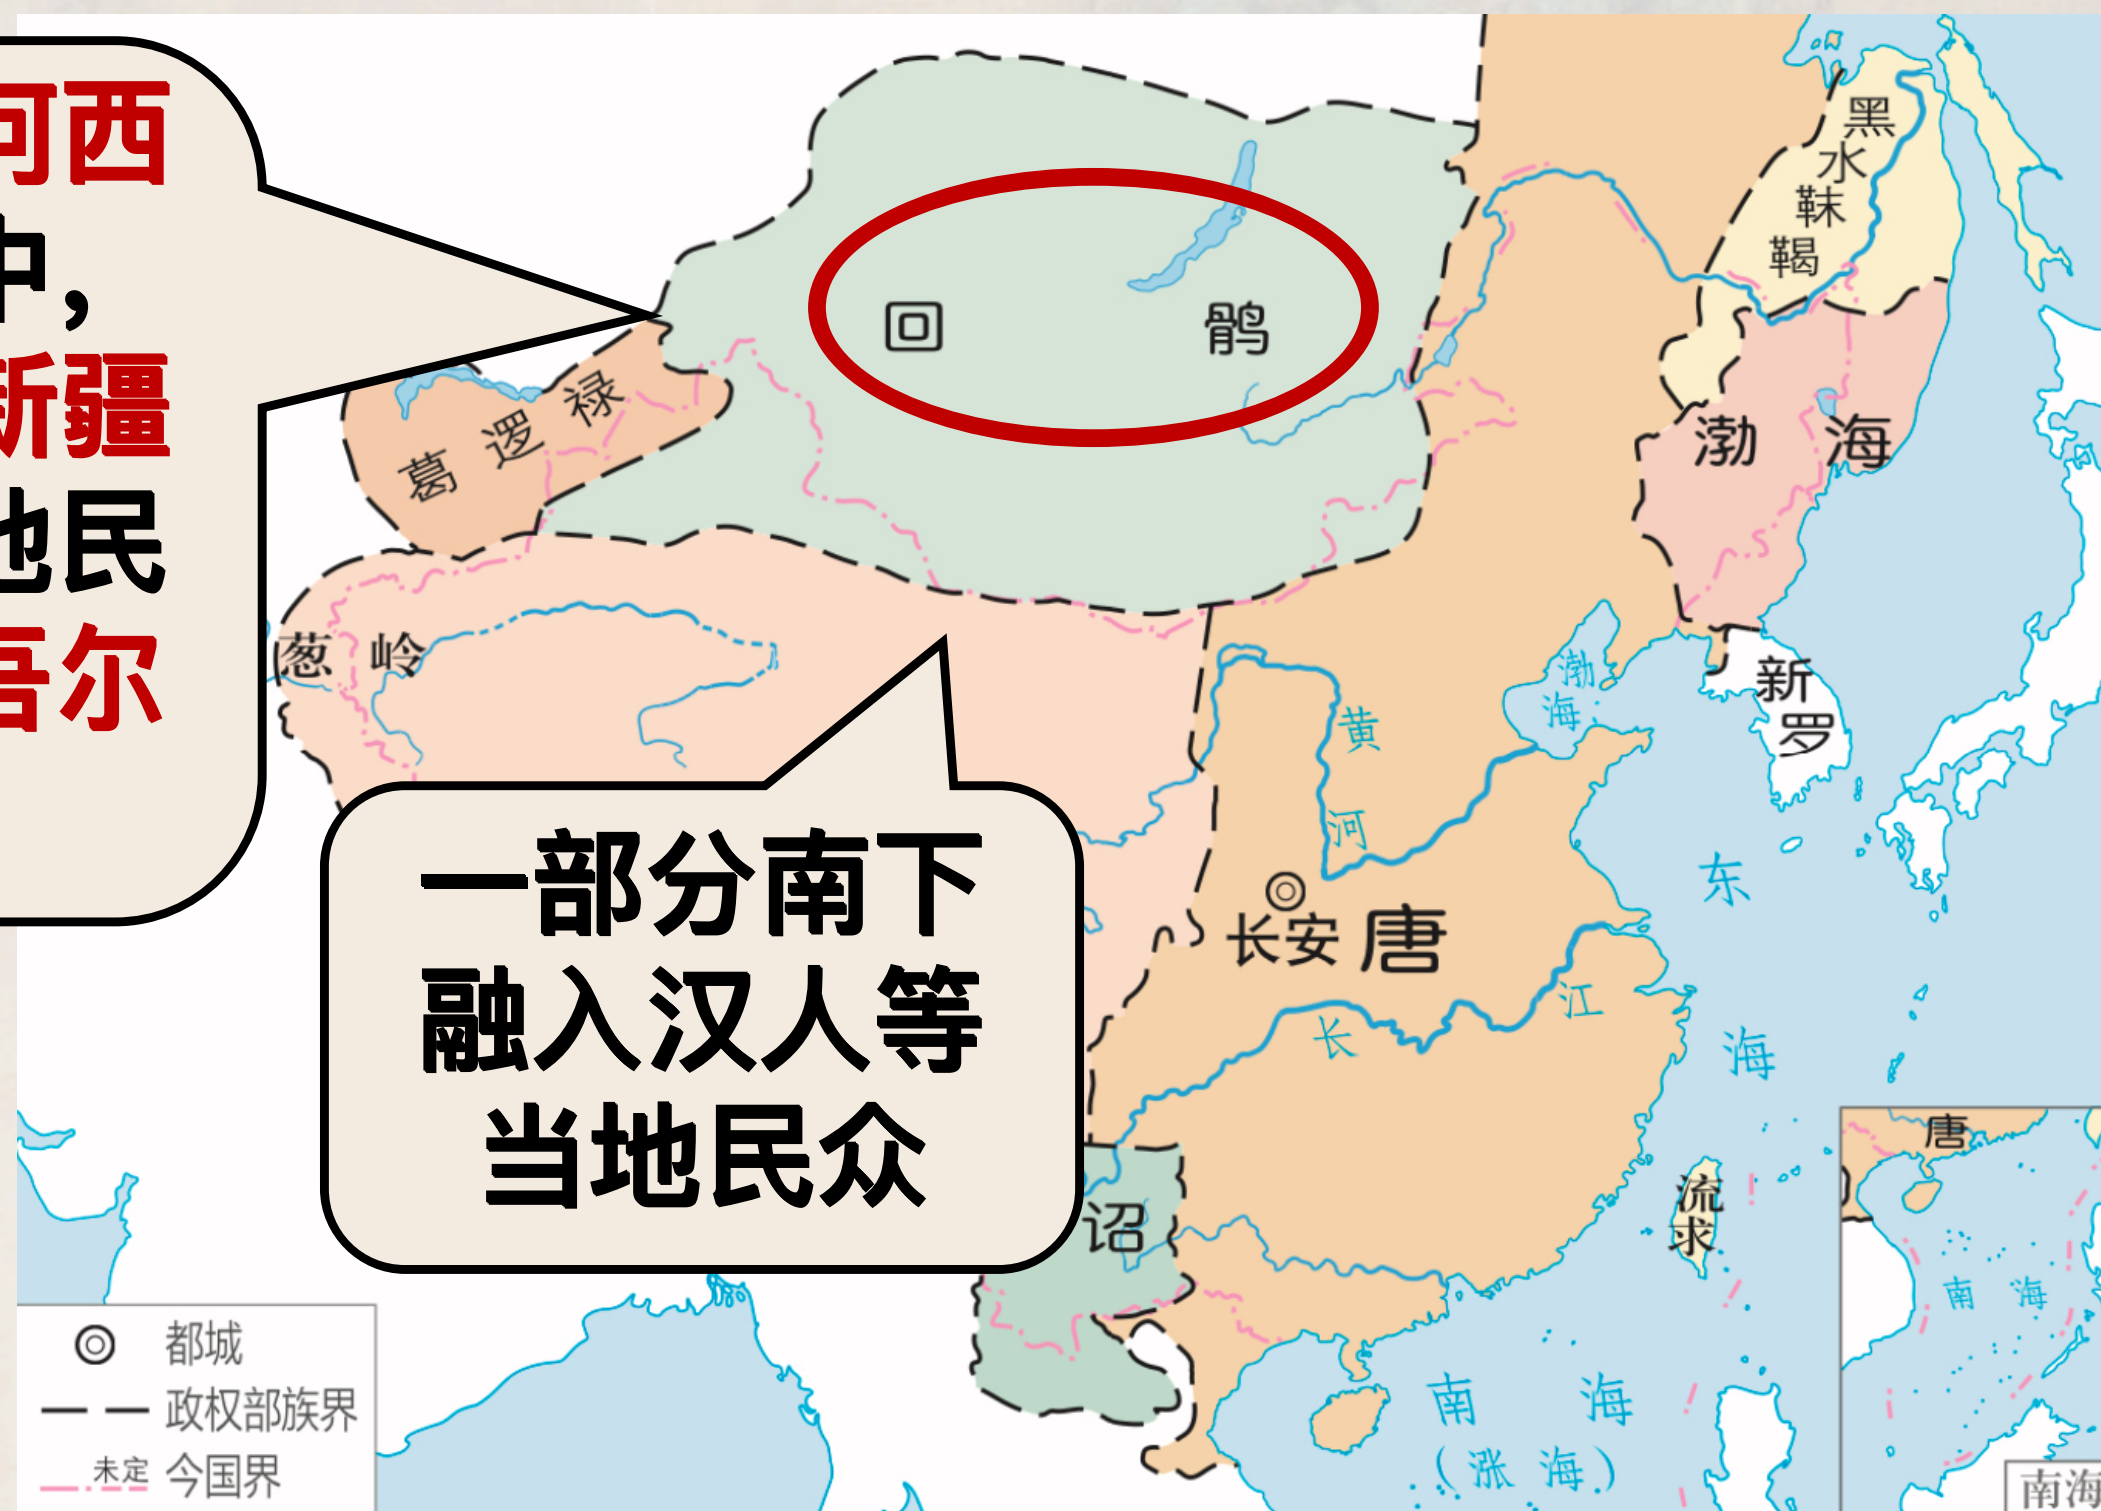 河西
中，
新疆
地民
吾尔
一部分南下
融入汉人等
当地民众
回 鹘
葛逻禄
葱 岭
黑水靺鞨
渤 海
新罗
渤海
黄河
长安 唐
长 江
东海
诏
流求
南 海
（涨 海）
唐
南 海
南海
都城
政权部族界
未定 今国界